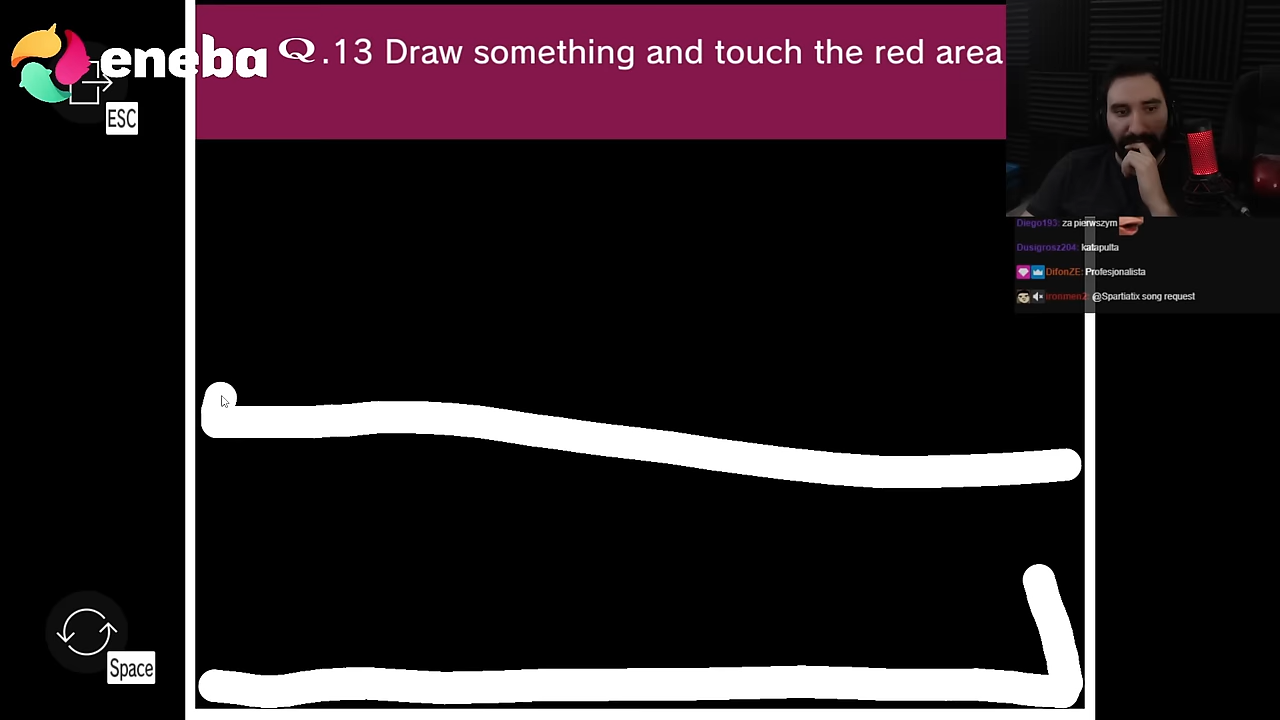 eneba
Q.13 Draw something and touch the red area
ESC
Diego193: za pierwszym
Dusigrosz204: katapulta
DifonZE: Profesjonalista
ironmen2: @Spartiatix song request
Space